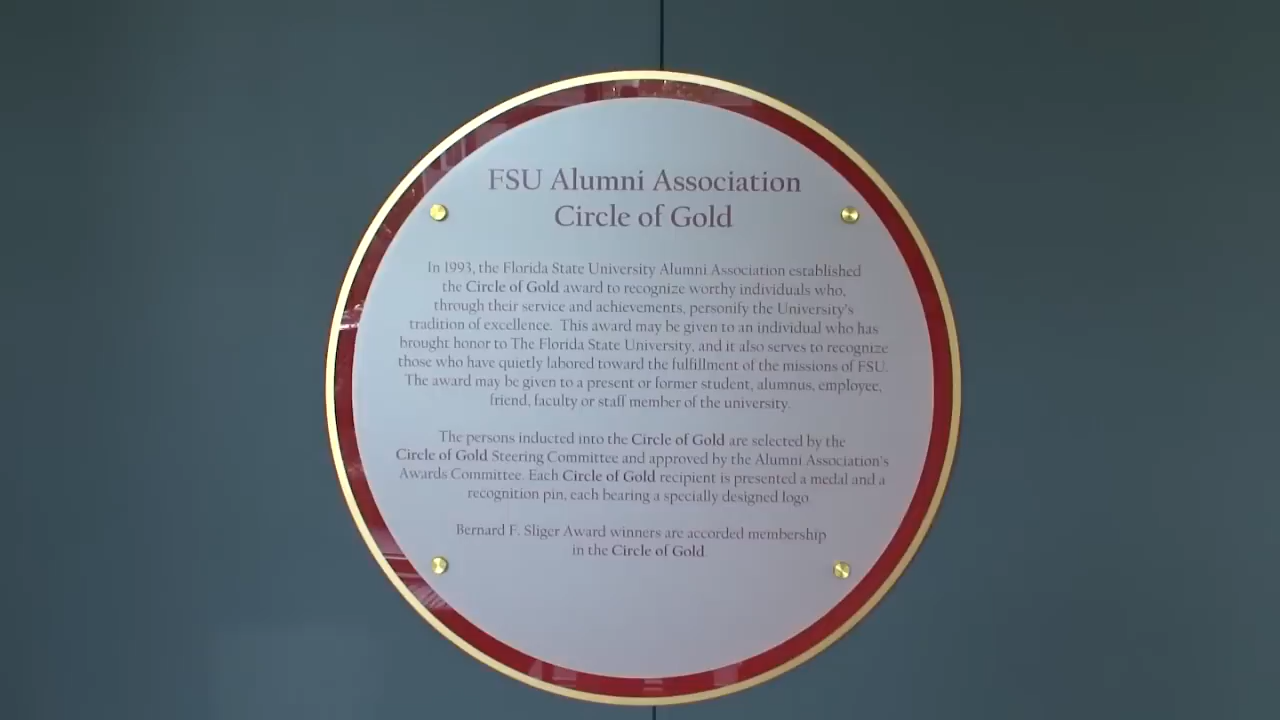 FSU Alumni Association
Circle of Gold
In 1993, the Florida State University Alumni Association established
the Circle of Gold award to recognize worthy individuals who,
through their service and achievements, personify the University's
tradition of excellence. This award may be given to an individual who has
brought honor to The Florida State University, and it also serves to recognize
those who have quietly labored toward the fulfillment of the missions of FSU.
The award may be given to a present or former student, alumnus, employee,
friend, faculty or staff member of the university.
The persons inducted into the Circle of Gold are selected by the
Circle of Gold Steering Committee and approved by the Alumni Association's
Awards Committee. Each Circle of Gold recipient is presented a medal and a
recognition pin, each bearing a specially designed logo
Bernard F. Sliger Award winners are accorded membership
in the Circle of Gold.